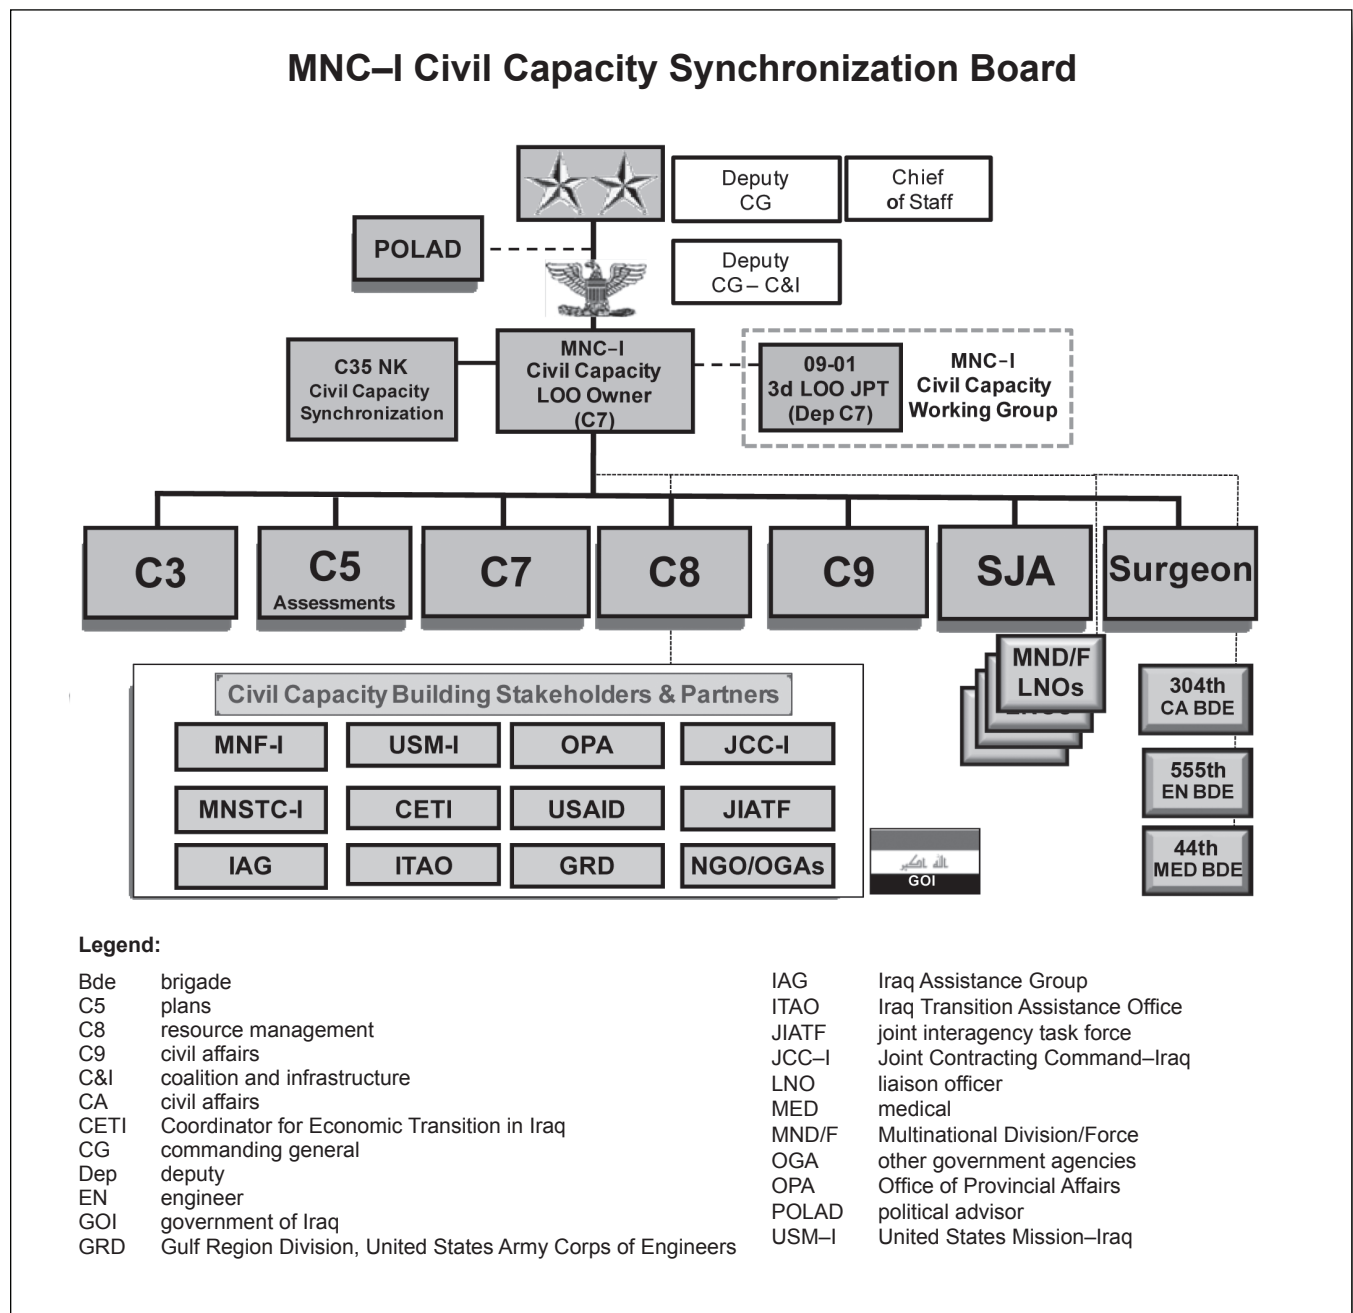 MNC–I Civil Capacity Synchronization Board
Deputy
CG
Chief
of Staff
POLAD
Deputy
CG – C&I
C35 NK
Civil Capacity
Synchronization
MNC–I
Civil Capacity
LOO Owner
(C7)
09-01
3d LOO JPT
(Dep C7)
MNC–I
Civil Capacity
Working Group
C3
C5
Assessments
C7
C8
C9
SJA
Surgeon
MND/F
LNOs
Civil Capacity Building Stakeholders & Partners
MNF-I
USM-I
OPA
JCC-I
MNSTC-I
CETI
USAID
JIATF
IAG
ITAO
GRD
NGO/OGAs
الله اكبر
GOI
304th
CA BDE
555th
EN BDE
44th
MED BDE
Legend:
Bde brigade
C5 plans
C8 resource management
C9 civil affairs
C&I coalition and infrastructure
CA civil affairs
CETI Coordinator for Economic Transition in Iraq
CG commanding general
Dep deputy
EN engineer
GOI government of Iraq
GRD Gulf Region Division, United States Army Corps of Engineers
IAG Iraq Assistance Group
ITAO Iraq Transition Assistance Office
JIATF joint interagency task force
JCC–I Joint Contracting Command–Iraq
LNO liaison officer
MED medical
MND/F Multinational Division/Force
OGA other government agencies
OPA Office of Provincial Affairs
POLAD political advisor
USM–I United States Mission–Iraq